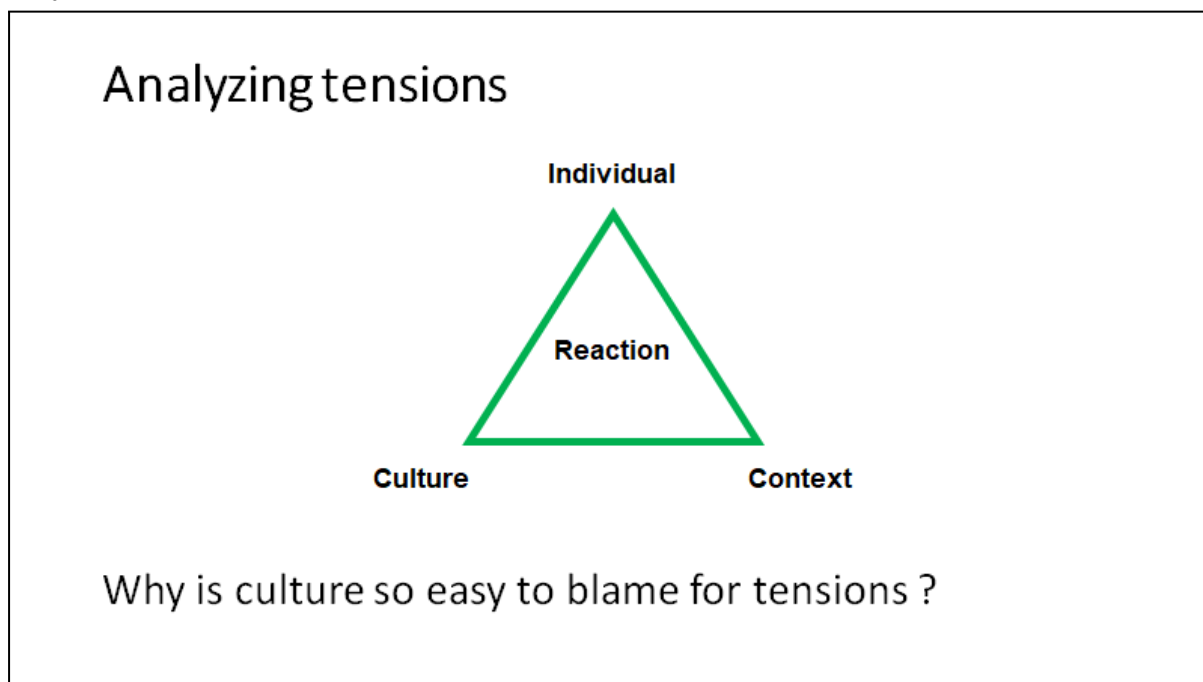 Analyzing tensions
Individual
Reaction
Culture Context
Why is culture so easy to blame for tensions ?